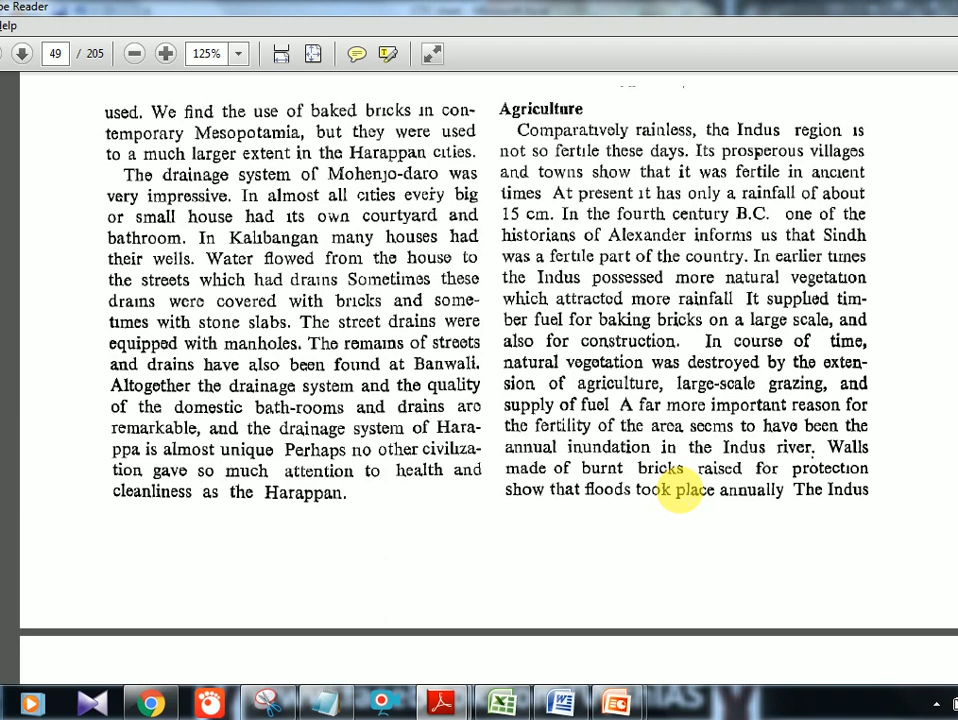 be Reader
Help
49 / 205
125%
used. We find the use of baked bricks in con-
temporary Mesopotamia, but they were used
to a much larger extent in the Harappan cities.
The drainage system of Mohenjo-daro was
very impressive. In almost all cities every big
or small house had its own courtyard and
bathroom. In Kalibangan many houses had
their wells. Water flowed from the house to
the streets which had drains Sometimes these
drains were covered with bricks and some-
times with stone slabs. The street drains were
equipped with manholes. The remains of streets
and drains have also been found at Banwali.
Altogether the drainage system and the quality
of the domestic bath-rooms and drains are
remarkable, and the drainage system of Hara-
ppa is almost unique Perhaps no other civiliza-
tion gave so much attention to health and
cleanliness as the Harappan.
Agriculture
Comparatively rainless, the Indus region is
not so fertile these days. Its prosperous villages
and towns show that it was fertile in ancient
times At present it has only a rainfall of about
15 cm. In the fourth century B.C. one of the
historians of Alexander informs us that Sindh
was a fertile part of the country. In earlier times
the Indus possessed more natural vegetation
which attracted more rainfall It supplied tim-
ber fuel for baking bricks on a large scale, and
also for construction. In course of time,
natural vegetation was destroyed by the exten-
sion of agriculture, large-scale grazing, and
supply of fuel A far more important reason for
the fertility of the area seems to have been the
annual inundation in the Indus river. Walls
made of burnt bricks raised for protection
show that floods took place annually The Indus